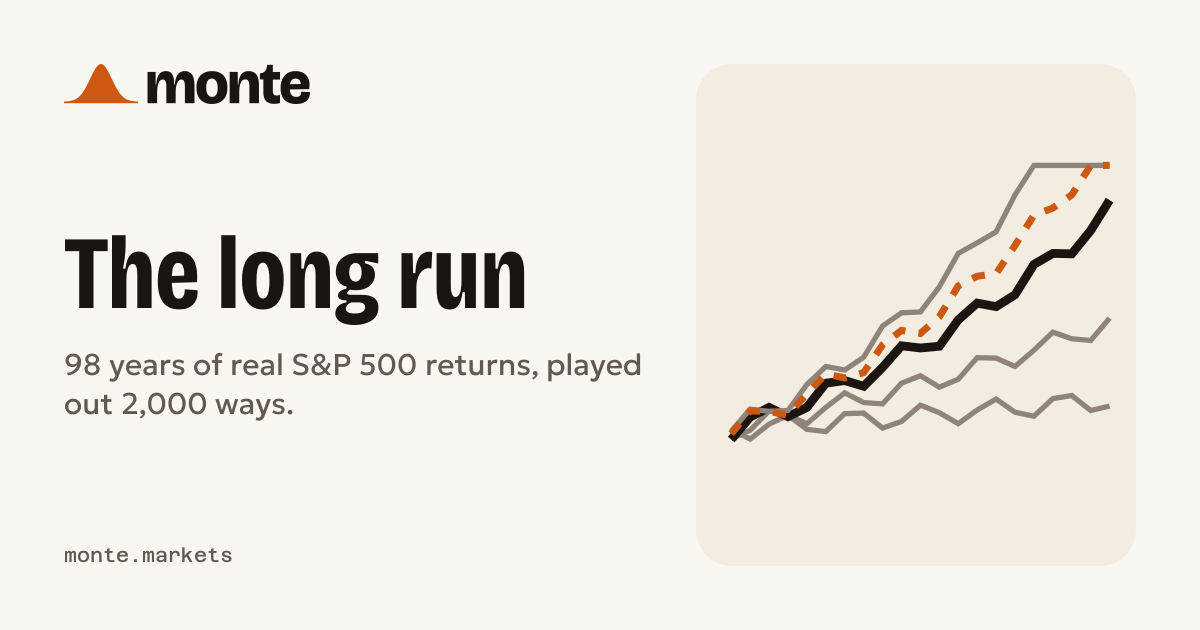 monte
The long run
98 years of real S&P 500 returns, played
out 2,000 ways.
monte.markets